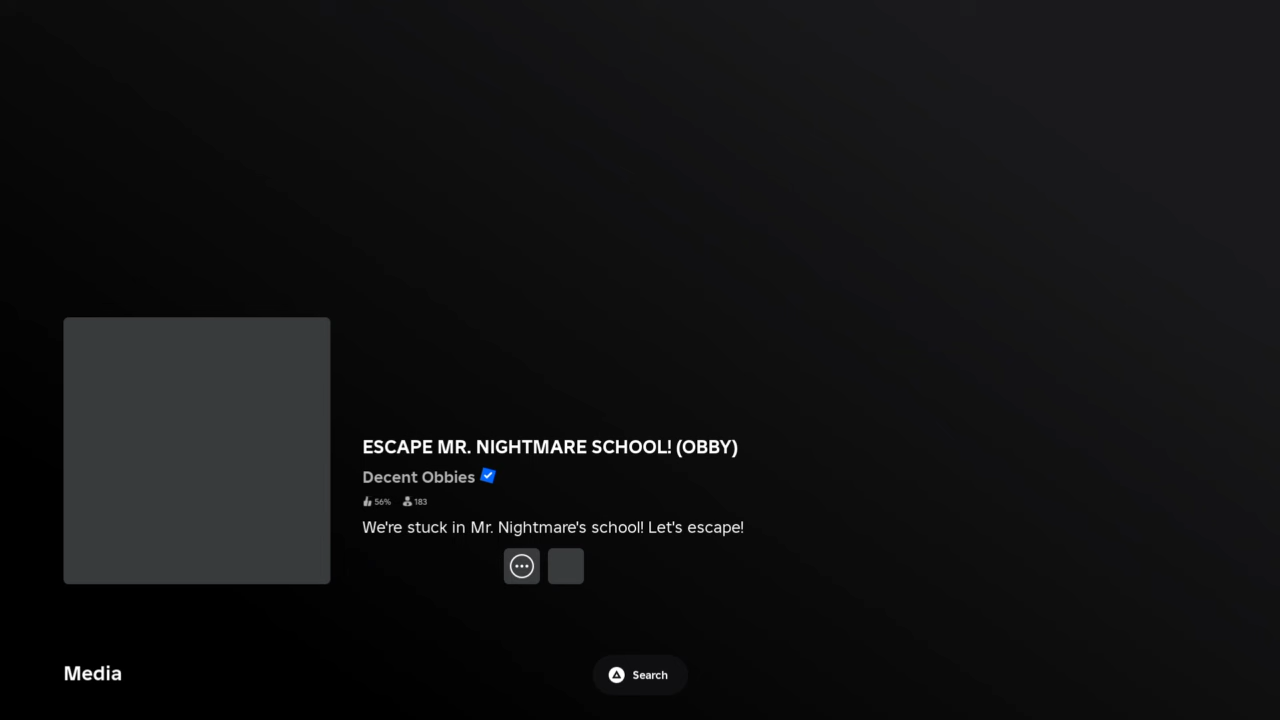 ESCAPE MR. NIGHTMARE SCHOOL! (OBBY)
Decent Obbies
56% 183
We're stuck in Mr. Nightmare's school! Let's escape!
Media
Search